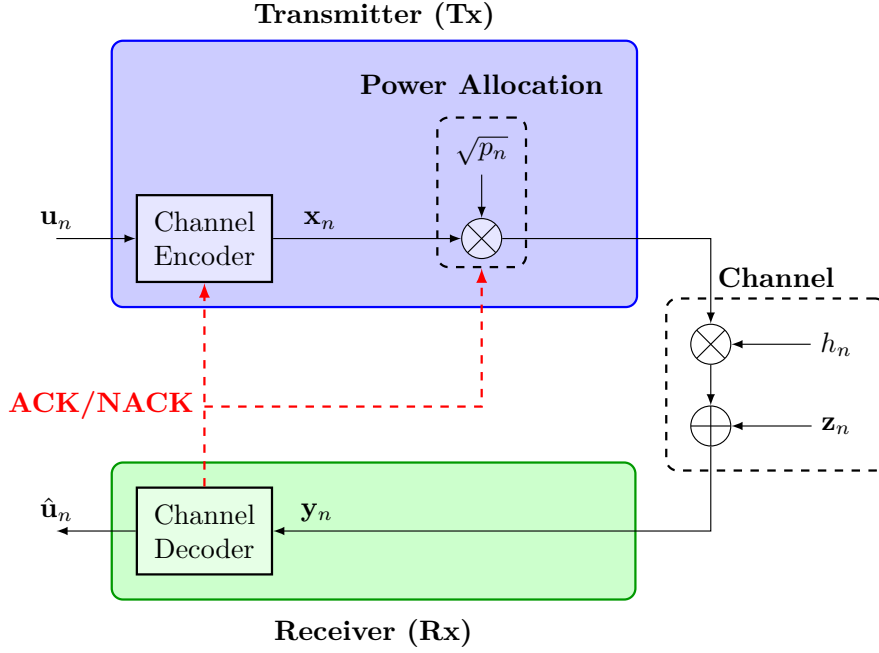 Transmitter (Tx)
Power Allocation
√pₙ
uₙ
Channel
Encoder
xₙ
Channel
hₙ
zₙ
ACK/NACK
ûₙ
Channel
Decoder
yₙ
Receiver (Rx)